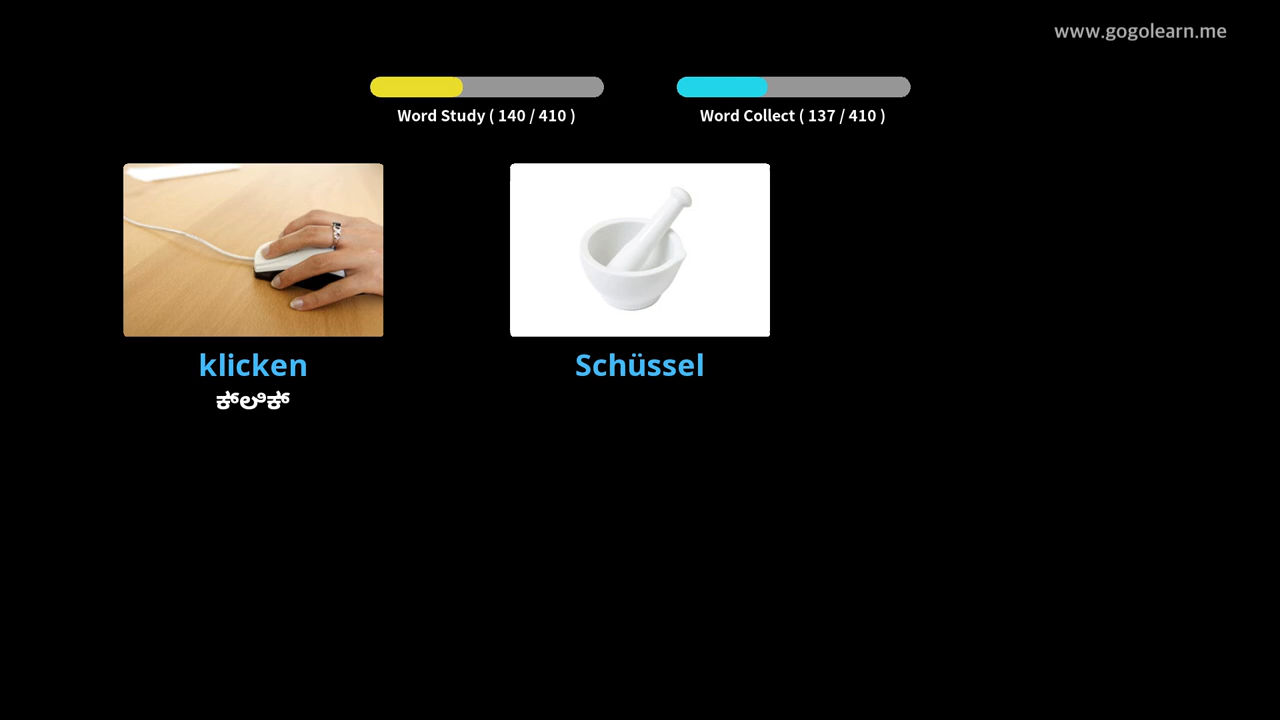 www.gogolearn.me
Word Study ( 140 / 410 )
Word Collect ( 137 / 410 )
klicken
ಕ್ಲಿಕ್
Schüssel